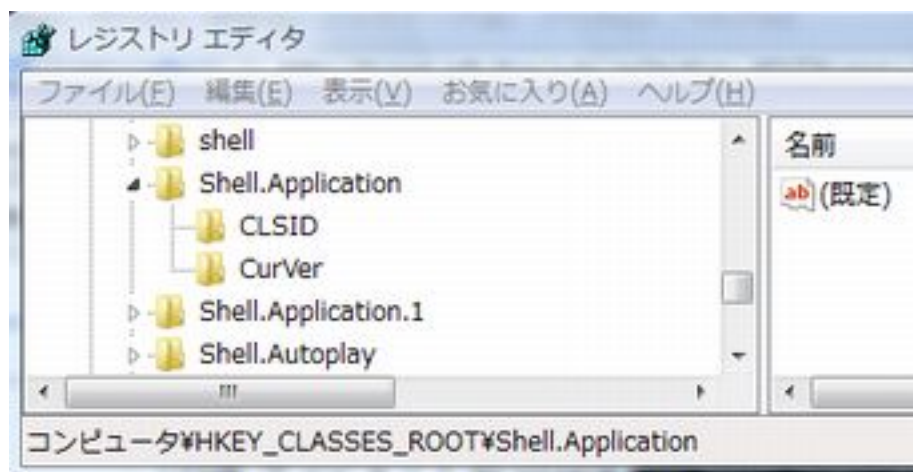 レジストリ エディタ
ファイル(F) 編集(E) 表示(V) お気に入り(A) ヘルプ(H)
shell
Shell.Application
CLSID
CurVer
Shell.Application.1
Shell.Autoplay
名前
ab (既定)
コンピュータ¥HKEY_CLASSES_ROOT¥Shell.Application